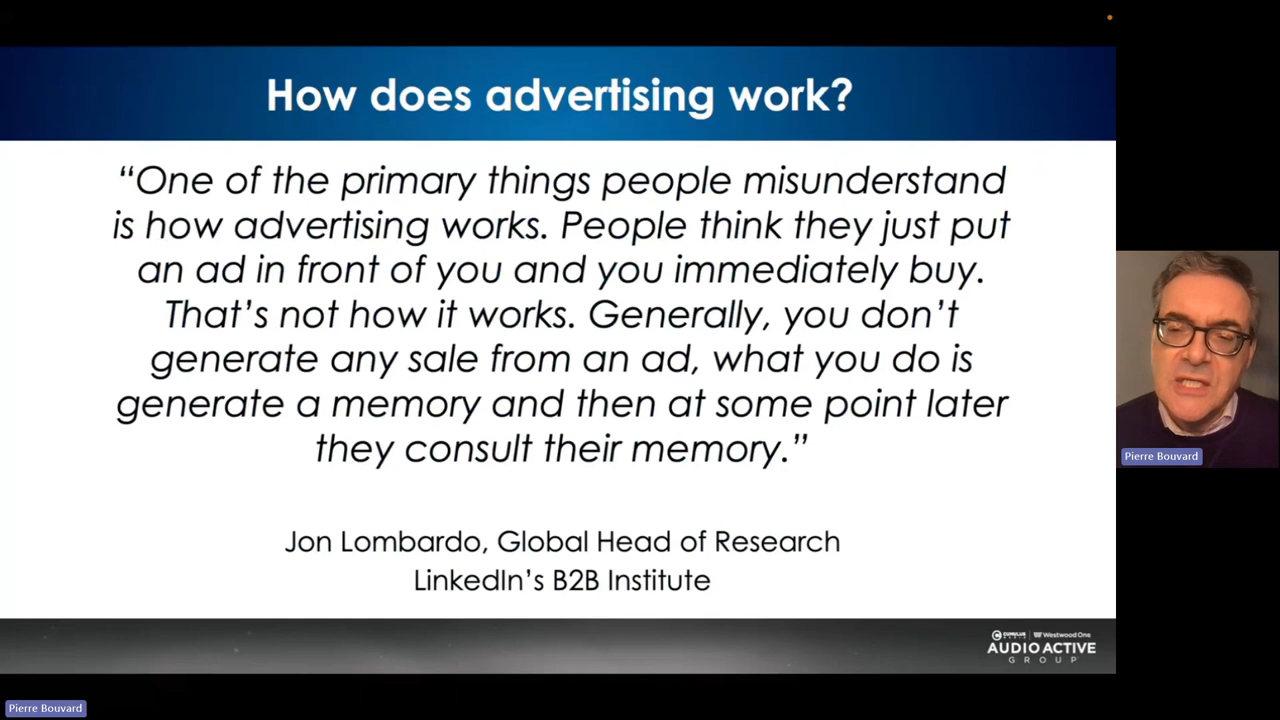 How does advertising work?
“One of the primary things people misunderstand
is how advertising works. People think they just put
an ad in front of you and you immediately buy.
That’s not how it works. Generally, you don’t
generate any sale from an ad, what you do is
generate a memory and then at some point later
they consult their memory.”
Jon Lombardo, Global Head of Research
LinkedIn’s B2B Institute
CUMULUS MEDIA | Westwood One
AUDIO ACTIVE
GROUP
Pierre Bouvard
Pierre Bouvard